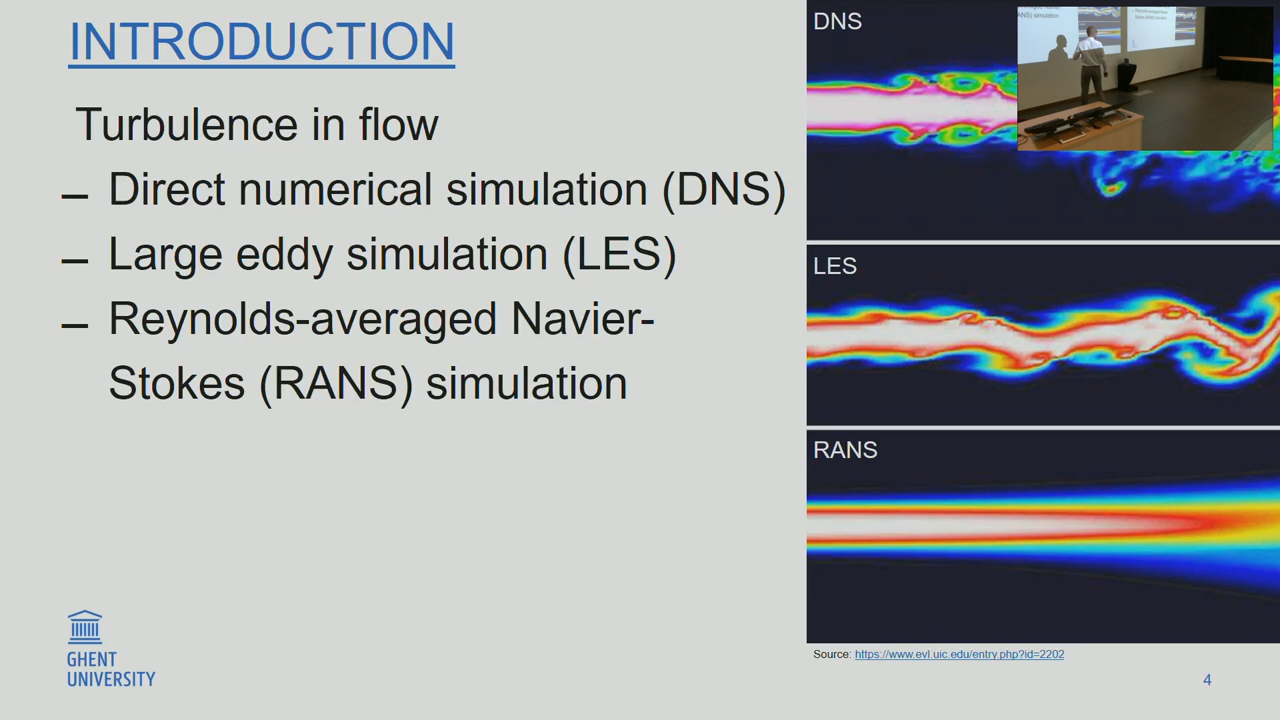 INTRODUCTION
Turbulence in flow
– Direct numerical simulation (DNS)
– Large eddy simulation (LES)
– Reynolds-averaged Navier-
Stokes (RANS) simulation
DNS
LES
RANS
Source: https://www.evl.uic.edu/entry.php?id=2202
GHENT
UNIVERSITY
4